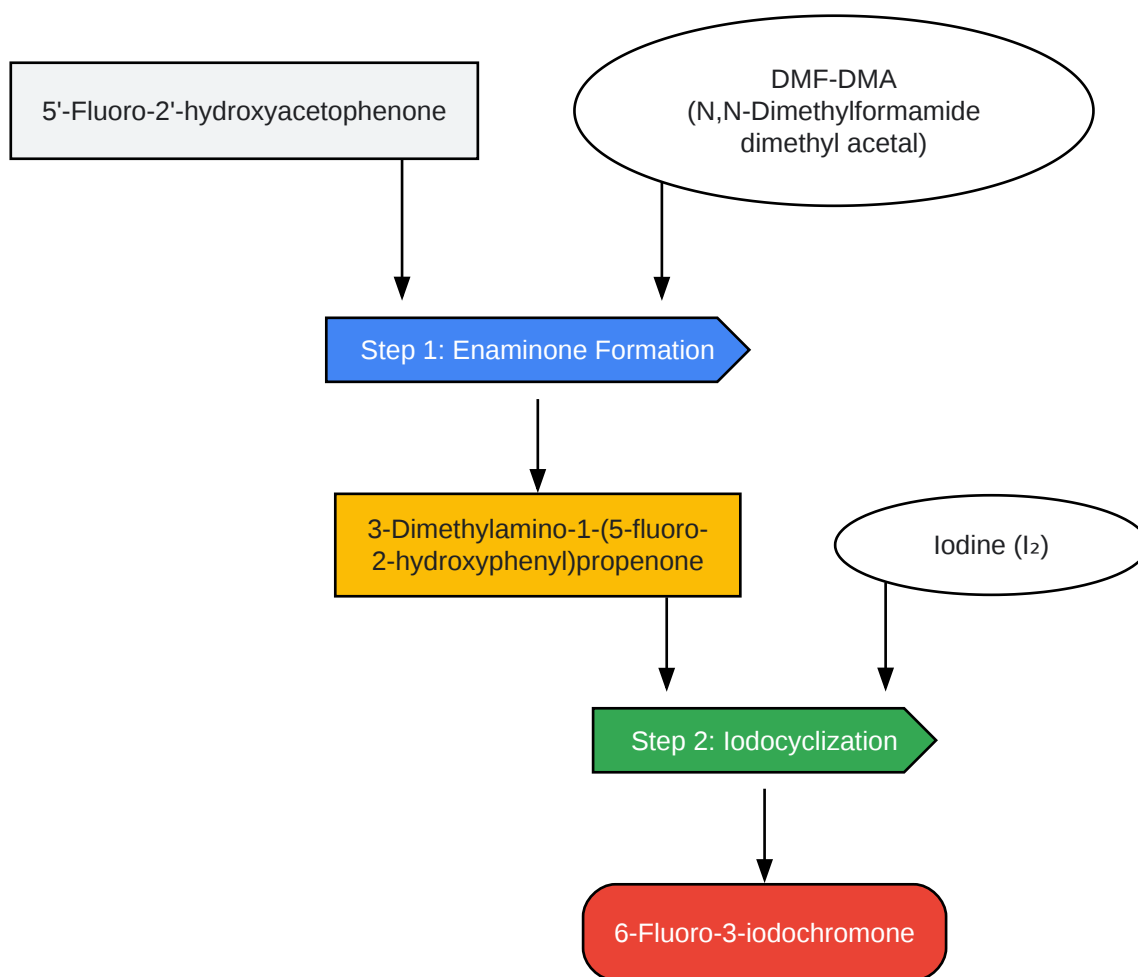 5'-Fluoro-2'-hydroxyacetophenone
DMF-DMA
(N,N-Dimethylformamide
dimethyl acetal)
Step 1: Enaminone Formation
3-Dimethylamino-1-(5-fluoro-
2-hydroxyphenyl)propenone
Iodine (I₂)
Step 2: Iodocyclization
6-Fluoro-3-iodochromone